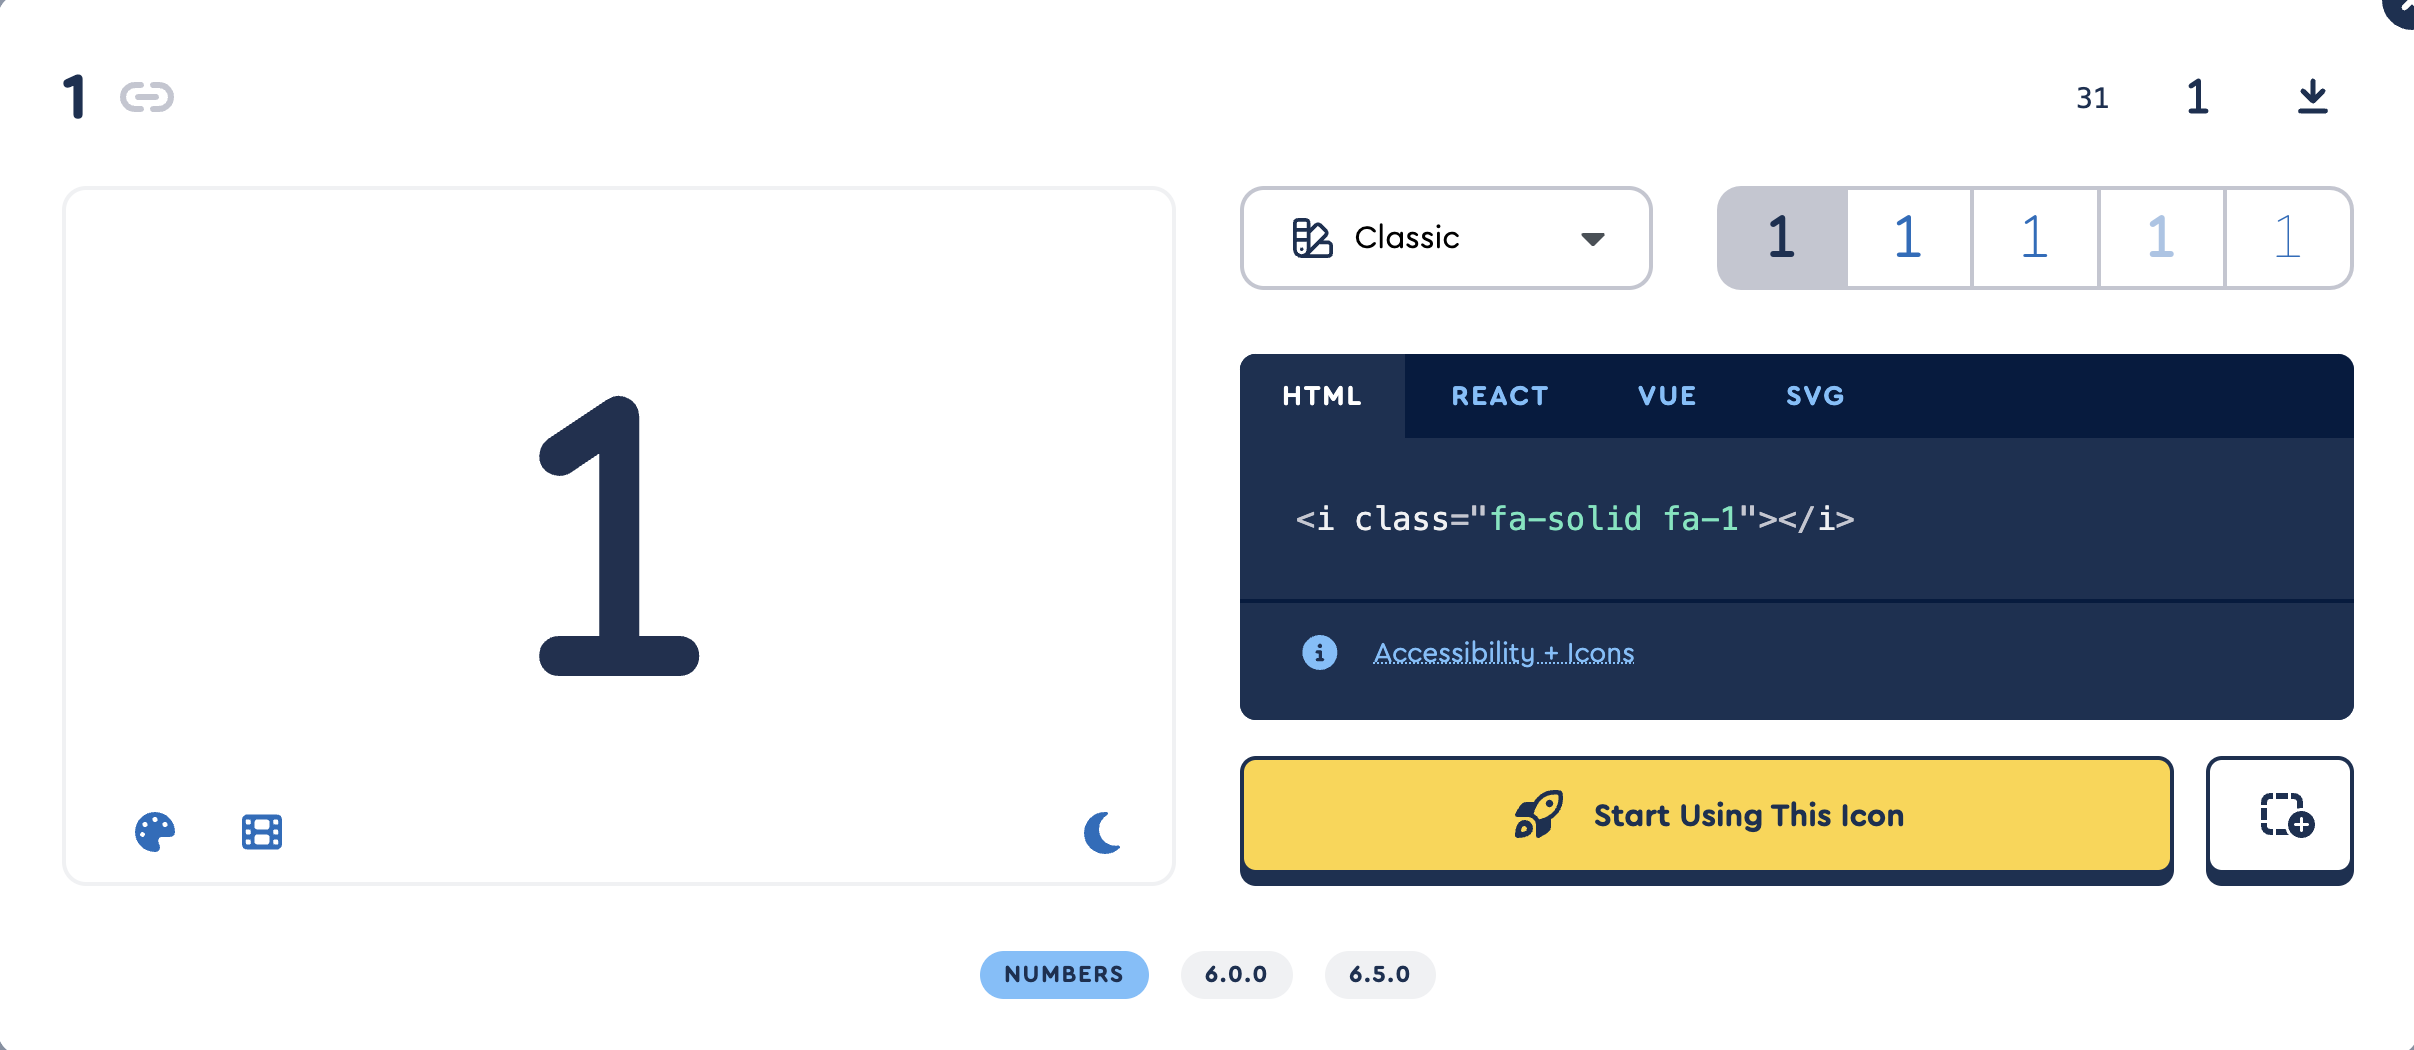 1
31 1
1
Classic
1 1 1 1 1
HTML REACT VUE SVG
<i class="fa-solid fa-1"></i>
Accessibility + Icons
Start Using This Icon
NUMBERS 6.0.0 6.5.0